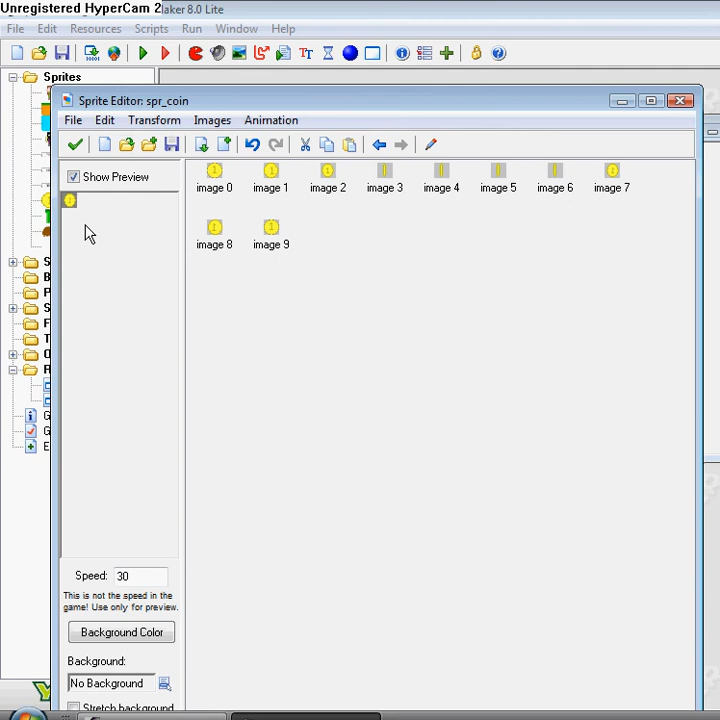 Unregistered HyperCam 2
aker 8.0 Lite
File Edit Resources Scripts Run Window Help
Sprites
Sprite Editor: spr_coin
File Edit Transform Images Animation
Show Preview
image 0 image 1 image 2 image 3 image 4 image 5 image 6 image 7
image 8 image 9
S
B
P
S
F
T
O
R
G
G
E
Speed: 30
This is not the speed in the
game! Use only for preview.
Background Color
Background:
No Background
Stretch background